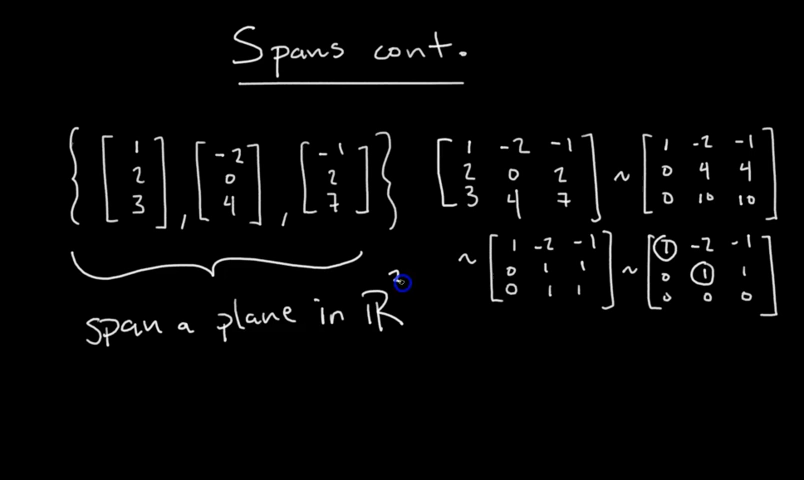 Spans cont.
{ [1 2 3], [-2 0 4], [-1 2 7] }
[1 -2 -1
2 0 2
3 4 7] ~ [1 -2 -1
0 4 4
0 10 10]
~ [1 -2 -1
0 1 1
0 1 1] ~ [1 -2 -1
0 1 1
0 0 0]
span a plane in ℝ